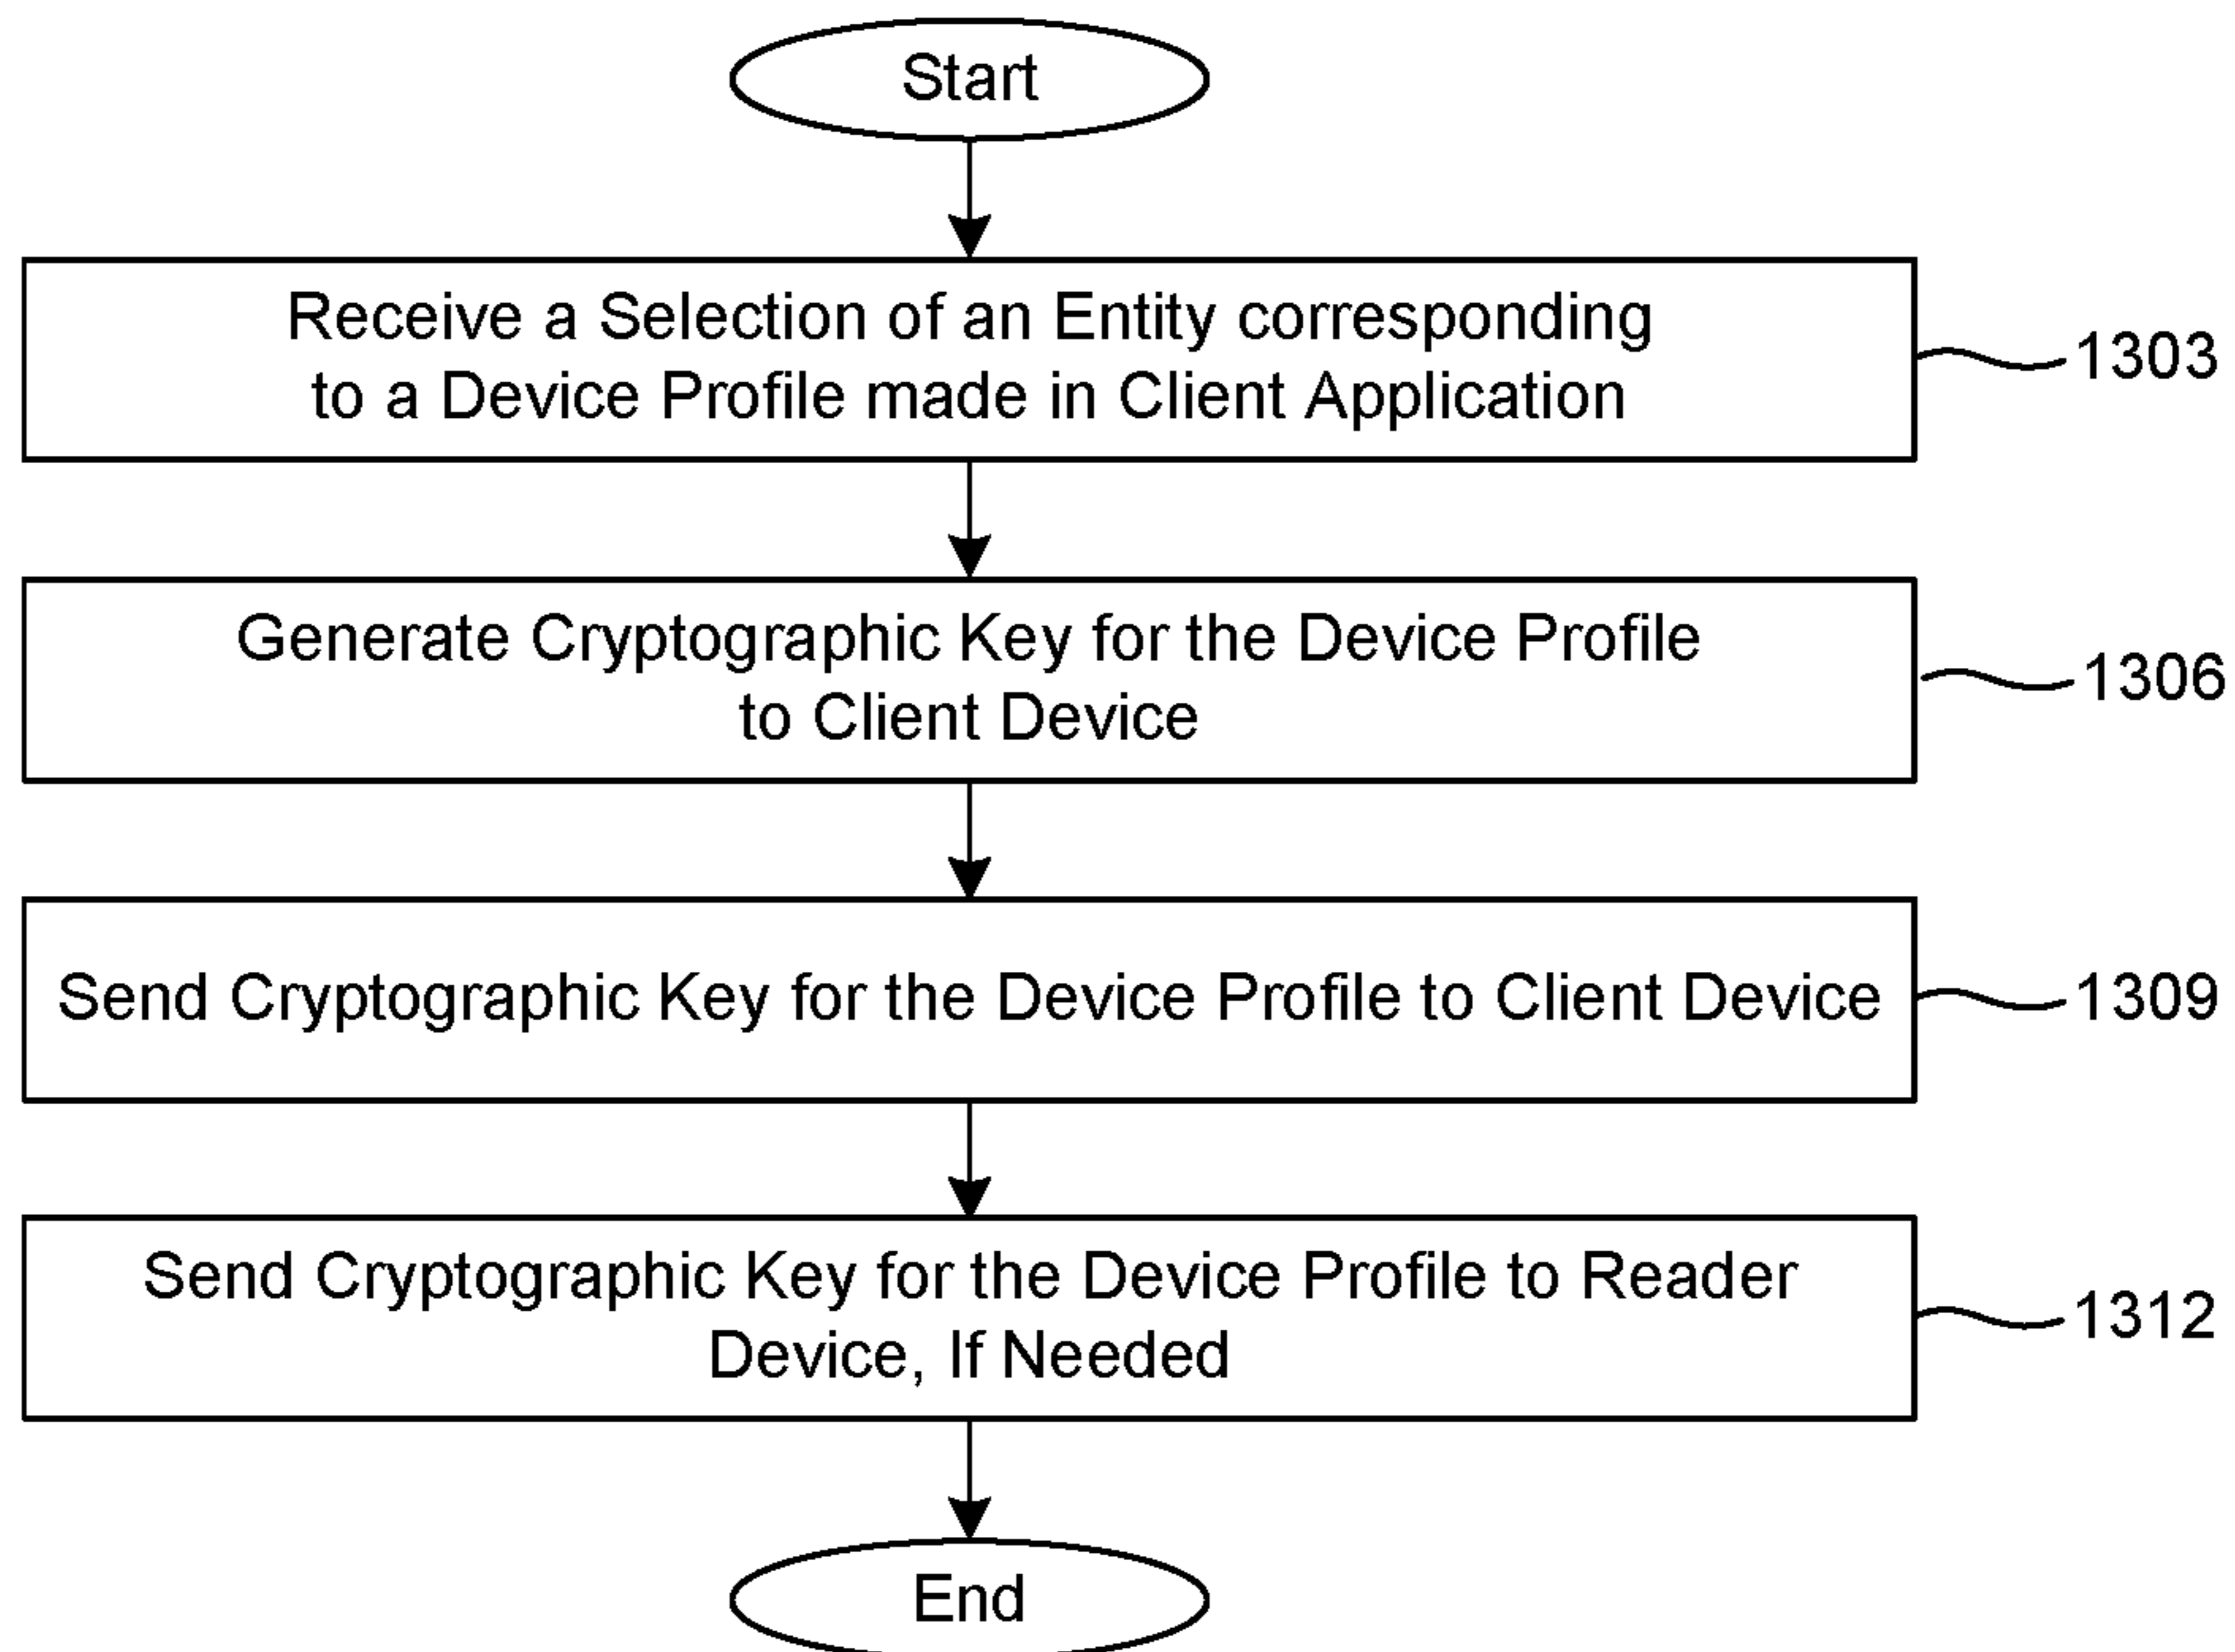 Start
Receive a Selection of an Entity corresponding
to a Device Profile made in Client Application
1303
Generate Cryptographic Key for the Device Profile
to Client Device
1306
Send Cryptographic Key for the Device Profile to Client Device
1309
Send Cryptographic Key for the Device Profile to Reader
Device, If Needed
1312
End